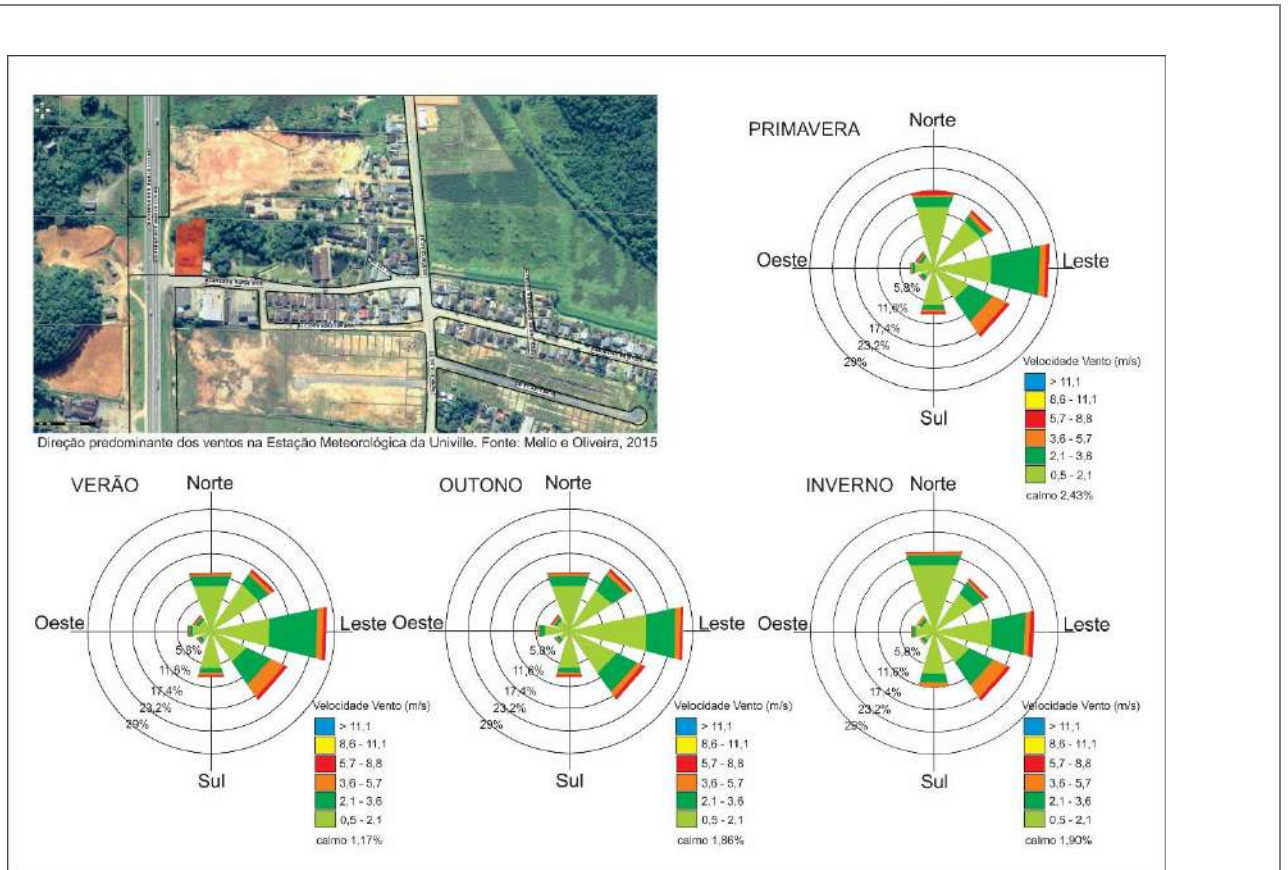 PRIMAVERA
Norte
Oeste
Leste
5,8%
11,6%
17,4%
23,2%
29%
Sul
Velocidade Vento (m/s)
> 11,1
8,6 - 11,1
5,7 - 8,8
3,6 - 5,7
2,1 - 3,6
0,5 - 2,1
calmo 2,43%
Direção predominante dos ventos na Estação Meteorológica da Univille. Fonte: Mello e Oliveira, 2015
VERÃO
Norte
Oeste
Leste
5,8%
11,6%
17,4%
23,2%
29%
Sul
Velocidade Vento (m/s)
> 11,1
8,6 - 11,1
5,7 - 8,8
3,6 - 5,7
2,1 - 3,6
0,5 - 2,1
calmo 1,17%
OUTONO
Norte
Oeste
Leste
5,8%
11,6%
17,4%
23,2%
29%
Sul
Velocidade Vento (m/s)
> 11,1
8,6 - 11,1
5,7 - 8,8
3,6 - 5,7
2,1 - 3,6
0,5 - 2,1
calmo 1,86%
INVERNO
Norte
Oeste
Leste
5,8%
11,6%
17,4%
23,2%
29%
Sul
Velocidade Vento (m/s)
> 11,1
8,6 - 11,1
5,7 - 8,8
3,6 - 5,7
2,1 - 3,6
0,5 - 2,1
calmo 1,90%